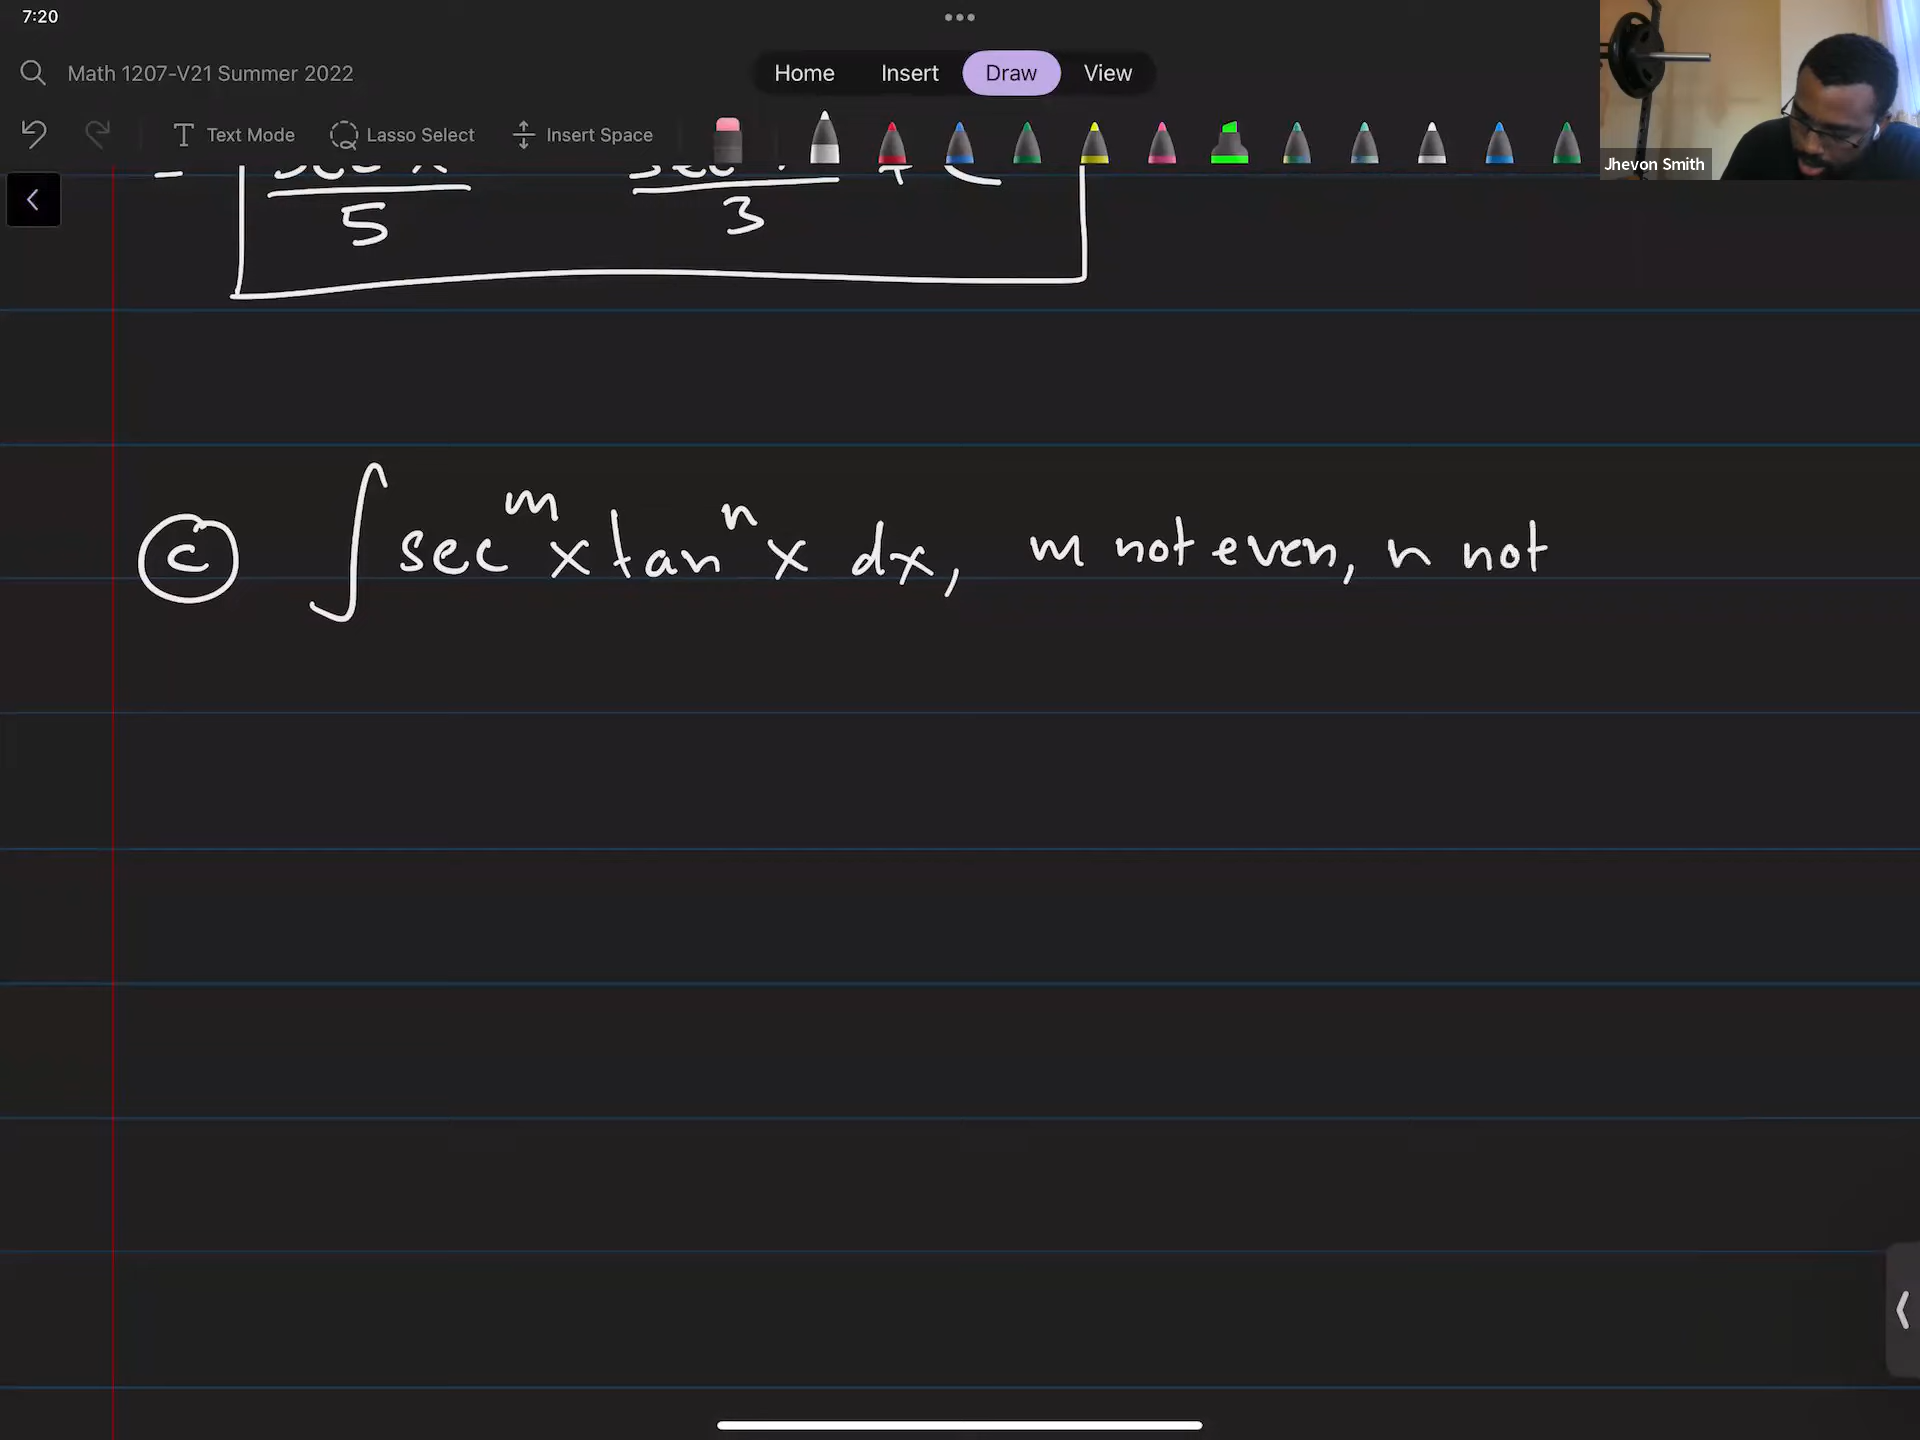 7:20
Math 1207-V21 Summer 2022
Home Insert Draw View
Text Mode Lasso Select Insert Space
Jhevon Smith
= + C
5 3
ⓒ ∫ sec^m x tan^n x dx, m not even, n not